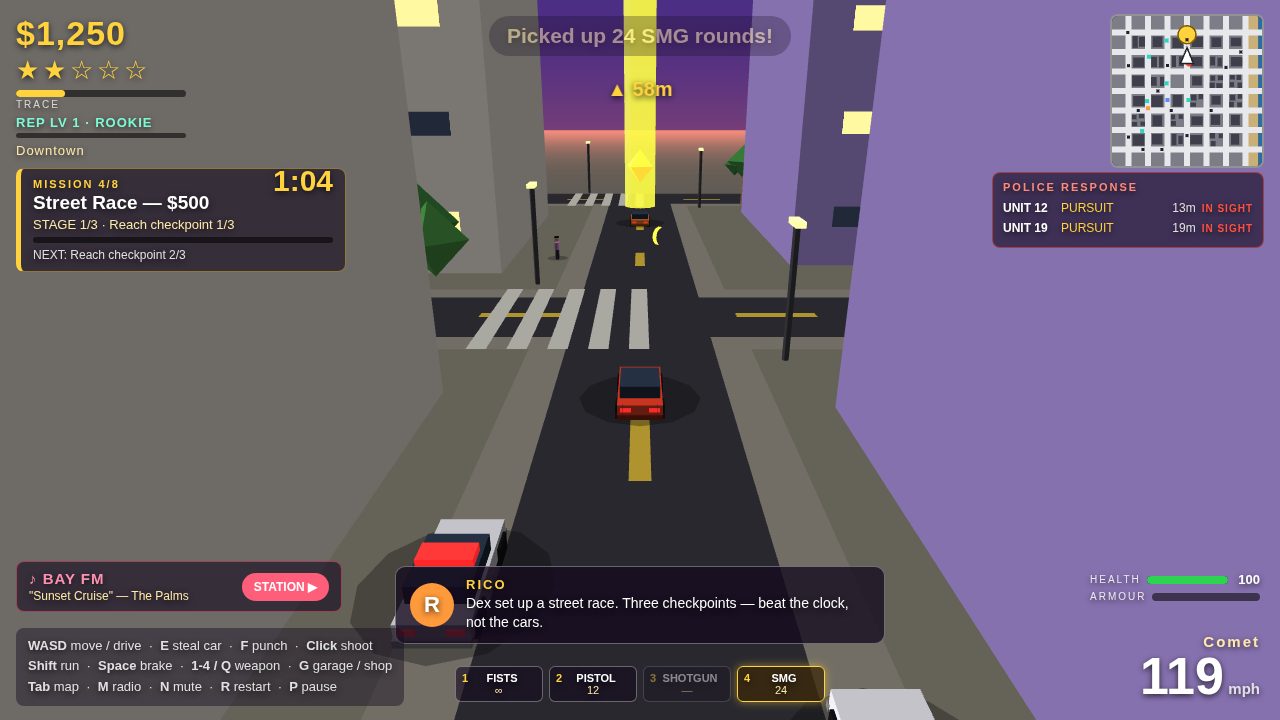 $1,250
★★☆☆☆
TRACE
REP LV 1 · ROOKIE
Downtown
MISSION 4/8
1:04
Street Race — $500
STAGE 1/3 · Reach checkpoint 1/3
NEXT: Reach checkpoint 2/3
Picked up 24 SMG rounds!
▲ 58m
POLICE RESPONSE
UNIT 12 PURSUIT 13m IN SIGHT
UNIT 19 PURSUIT 19m IN SIGHT
♪ BAY FM
"Sunset Cruise" — The Palms
STATION ▶
WASD move / drive · E steal car · F punch · Click shoot
Shift run · Space brake · 1-4 / Q weapon · G garage / shop
Tab map · M radio · N mute · R restart · P pause
R
RICO
Dex set up a street race. Three checkpoints — beat the clock,
not the cars.
1 FISTS
∞
2 PISTOL
12
3 SHOTGUN
—
4 SMG
24
HEALTH 100
ARMOUR
Comet
119 mph